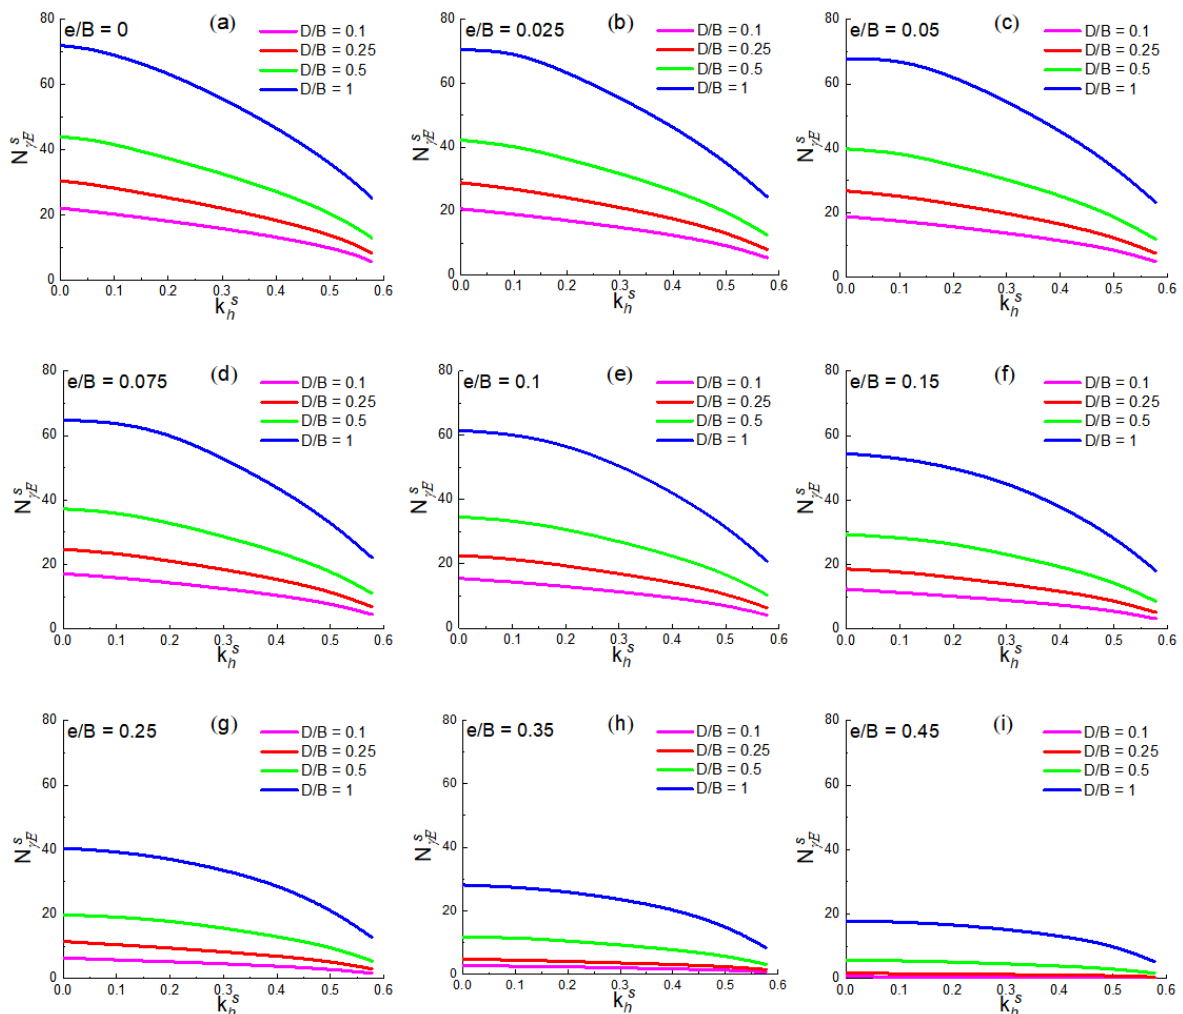 e/B = 0 (a)
D/B = 0.1
D/B = 0.25
D/B = 0.5
D/B = 1
80
60
40
20
0
0.0 0.1 0.2 0.3 0.4 0.5 0.6
N^s_γE
k_h^s
e/B = 0.025 (b)
D/B = 0.1
D/B = 0.25
D/B = 0.5
D/B = 1
80
60
40
20
0
0.0 0.1 0.2 0.3 0.4 0.5 0.6
N^s_γE
k_h^s
e/B = 0.05 (c)
D/B = 0.1
D/B = 0.25
D/B = 0.5
D/B = 1
80
60
40
20
0
0.0 0.1 0.2 0.3 0.4 0.5 0.6
N^s_γE
k_h^s
e/B = 0.075 (d)
D/B = 0.1
D/B = 0.25
D/B = 0.5
D/B = 1
80
60
40
20
0
0.0 0.1 0.2 0.3 0.4 0.5 0.6
N^s_γE
k_h^s
e/B = 0.1 (e)
D/B = 0.1
D/B = 0.25
D/B = 0.5
D/B = 1
80
60
40
20
0
0.0 0.1 0.2 0.3 0.4 0.5 0.6
N^s_γE
k_h^s
e/B = 0.15 (f)
D/B = 0.1
D/B = 0.25
D/B = 0.5
D/B = 1
80
60
40
20
0
0.0 0.1 0.2 0.3 0.4 0.5 0.6
N^s_γE
k_h^s
e/B = 0.25 (g)
D/B = 0.1
D/B = 0.25
D/B = 0.5
D/B = 1
80
60
40
20
0
0.0 0.1 0.2 0.3 0.4 0.5 0.6
N^s_γE
k_h^s
e/B = 0.35 (h)
D/B = 0.1
D/B = 0.25
D/B = 0.5
D/B = 1
80
60
40
20
0
0.0 0.1 0.2 0.3 0.4 0.5 0.6
N^s_γE
k_h^s
e/B = 0.45 (i)
D/B = 0.1
D/B = 0.25
D/B = 0.5
D/B = 1
80
60
40
20
0
0.0 0.1 0.2 0.3 0.4 0.5 0.6
N^s_γE
k_h^s